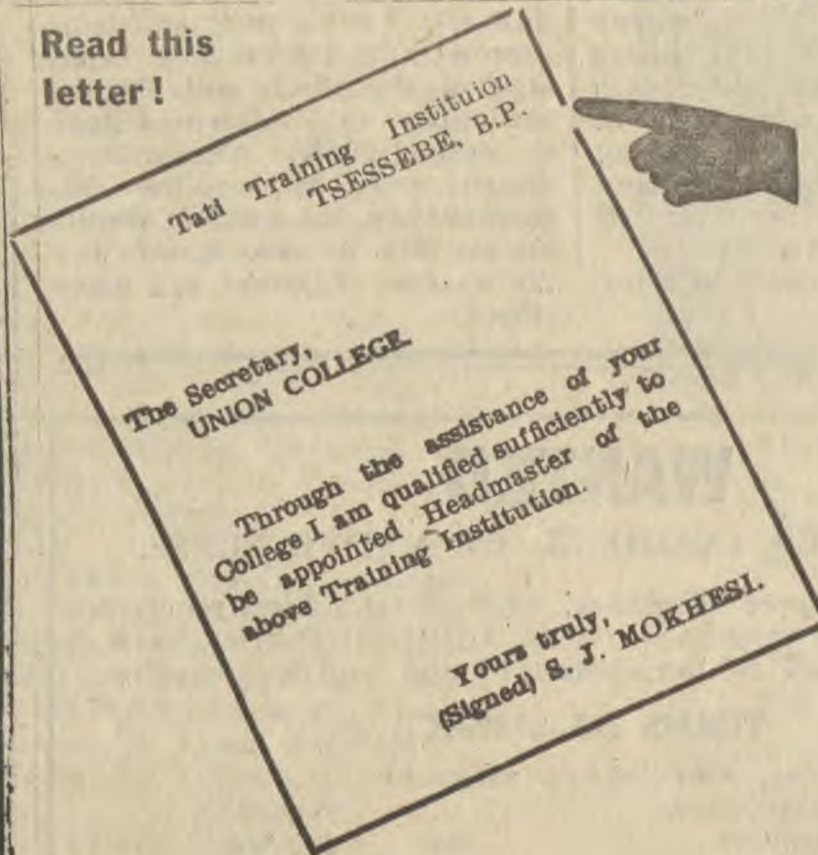 Read this
letter!
Tati Training Instituion
TSESSEBE, B.P.
The Secretary,
UNION COLLEGE.
Through the assistance of your
College I am qualified sufficiently to
be appointed Headmaster of the
above Training Institution.
Yours truly,
(Signed) S. J. MOKHESI.